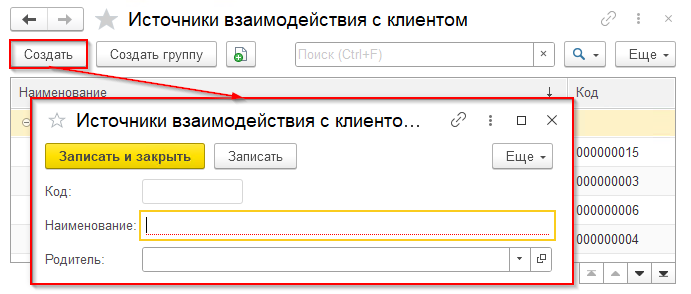 Источники взаимодействия с клиентом
Создать Создать группу Поиск (Ctrl+F) × Еще
Наименование ↓ Код
Источники взаимодействия с клиенто...
Записать и закрыть Записать Еще
000000015
Код:
000000003
Наименование:
000000006
Родитель:
000000004